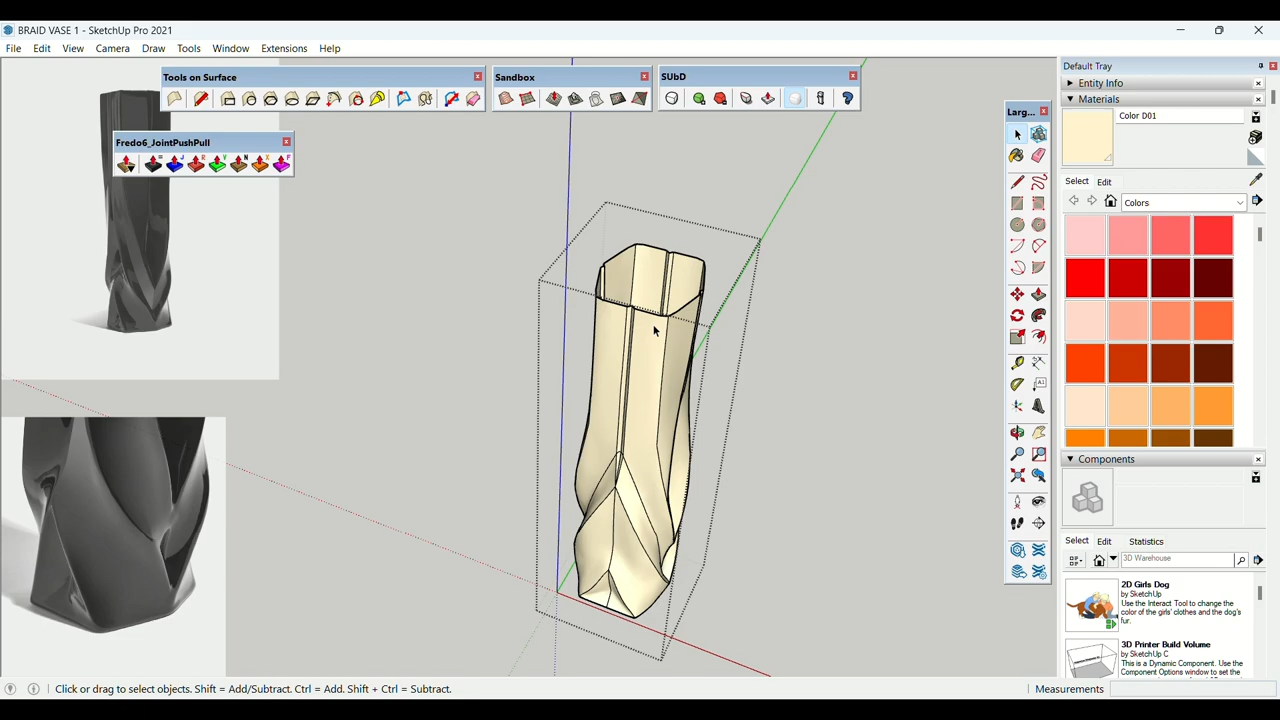 BRAID VASE 1 - SketchUp Pro 2021
File Edit View Camera Draw Tools Window Extensions Help
Default Tray
Tools on Surface
Sandbox
SUbD
Entity Info
Materials
Larg...
Color D01
Fredo6_JointPushPull
Select Edit
Colors
Components
Select Edit Statistics
3D Warehouse
2D Girls Dog
by SketchUp
Use the Interact Tool to change the
color of the girls' clothes and the dog's
fur.
3D Printer Build Volume
by SketchUp C
This is a Dynamic Component. Use the
Component Options window to set the
Click or drag to select objects. Shift = Add/Subtract. Ctrl = Add. Shift + Ctrl = Subtract.
Measurements